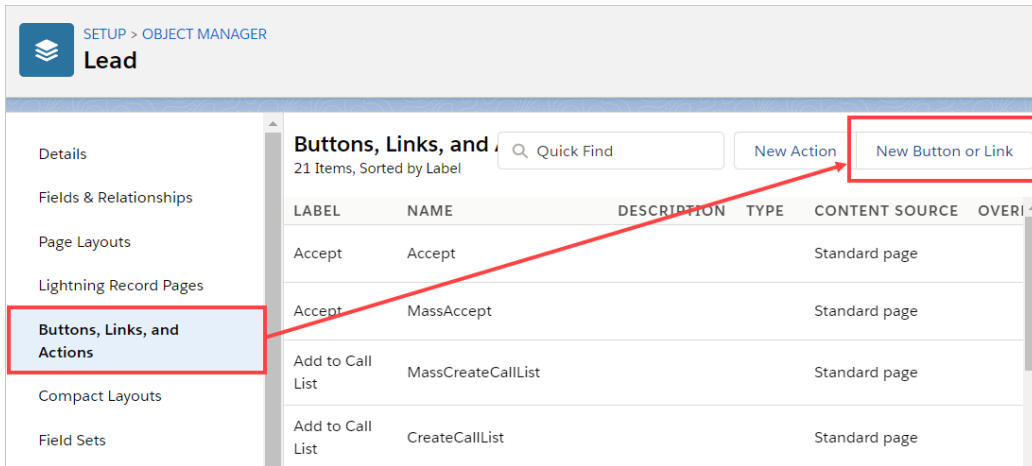 SETUP > OBJECT MANAGER
Lead
Details
Fields & Relationships
Page Layouts
Lightning Record Pages
Buttons, Links, and
Actions
Compact Layouts
Field Sets
Buttons, Links, and
Quick Find
New Action
New Button or Link
21 Items, Sorted by Label
LABEL NAME DESCRIPTION TYPE CONTENT SOURCE
Accept Accept Standard page
Accept MassAccept Standard page
Add to Call
List
MassCreateCallList Standard page
Add to Call
List
CreateCallList Standard page